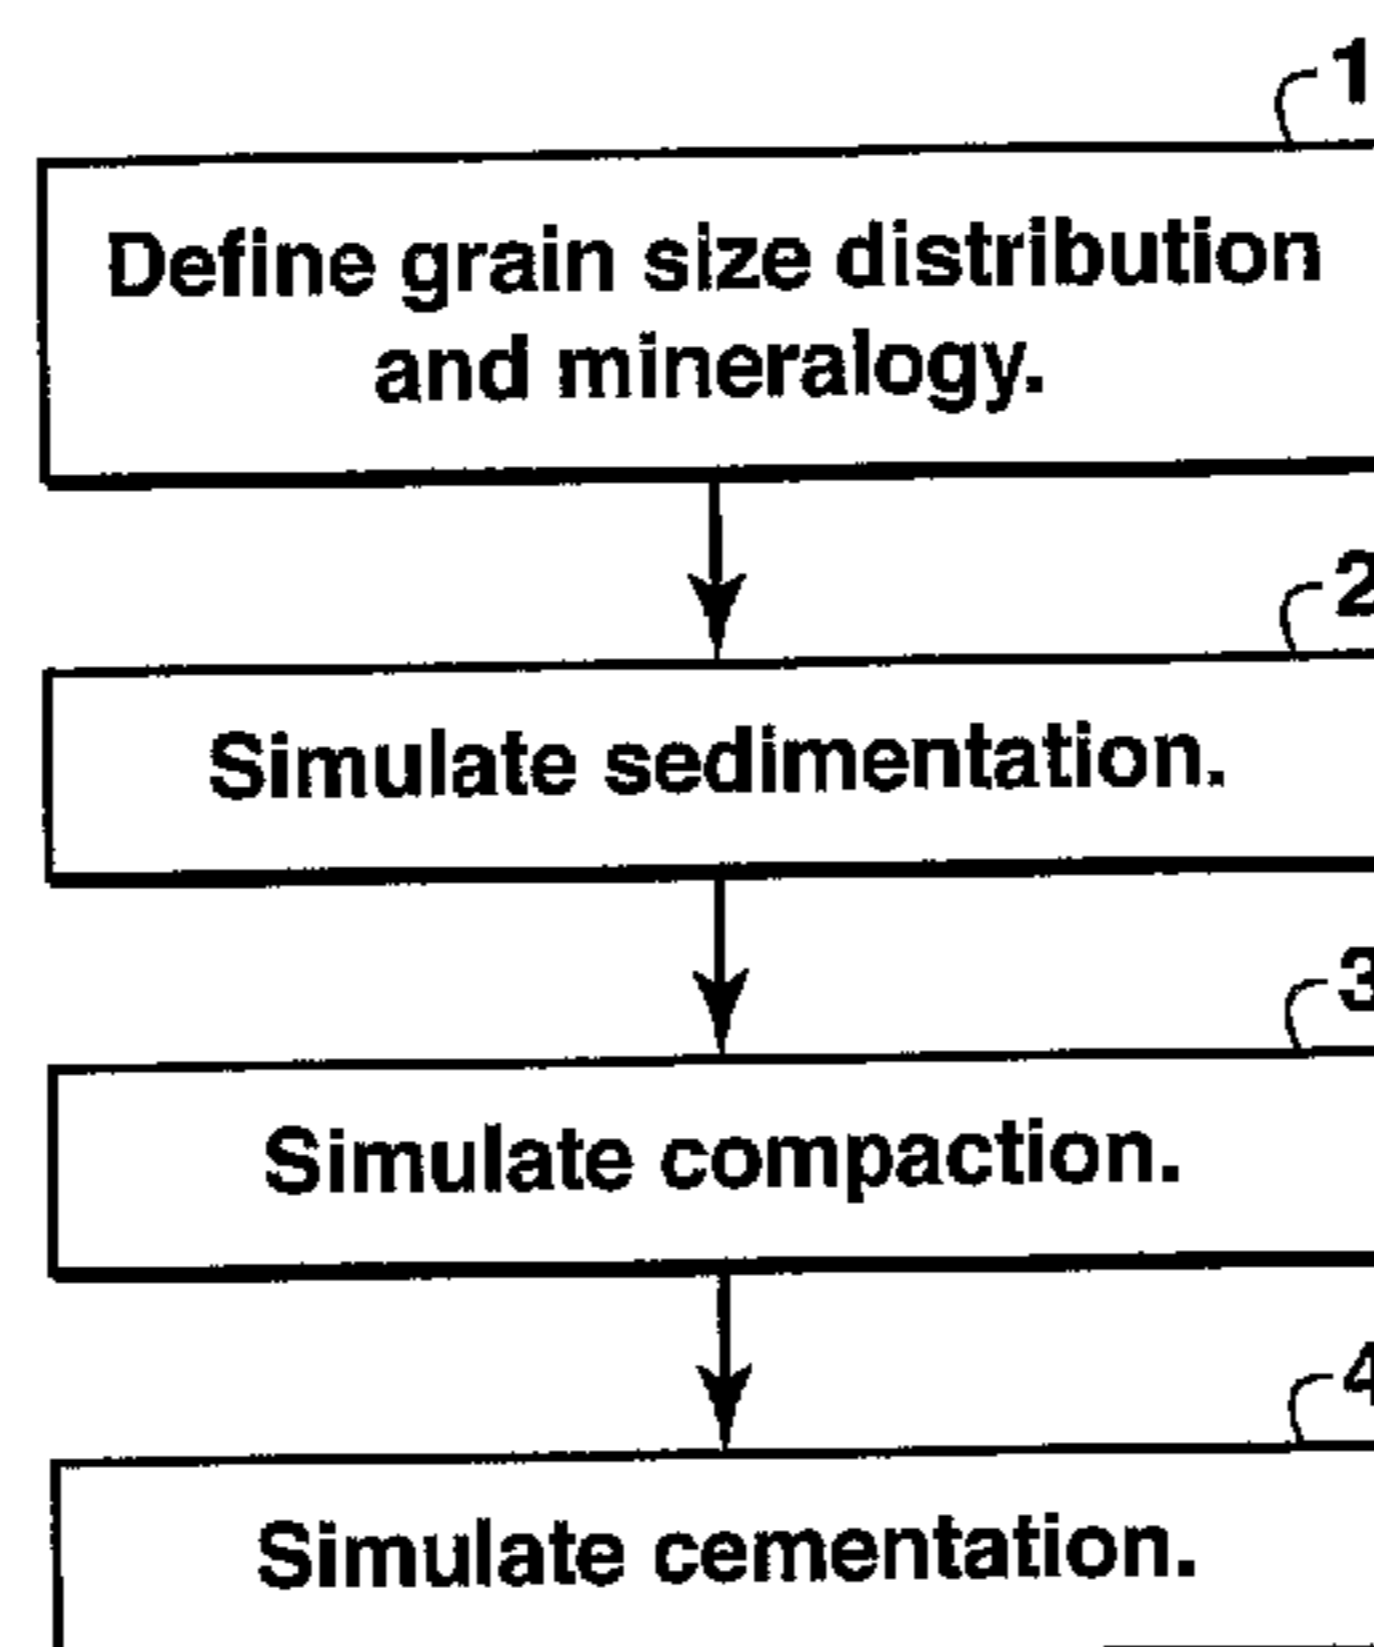 1
Define grain size distribution
and mineralogy.
2
Simulate sedimentation.
3
Simulate compaction.
4
Simulate cementation.